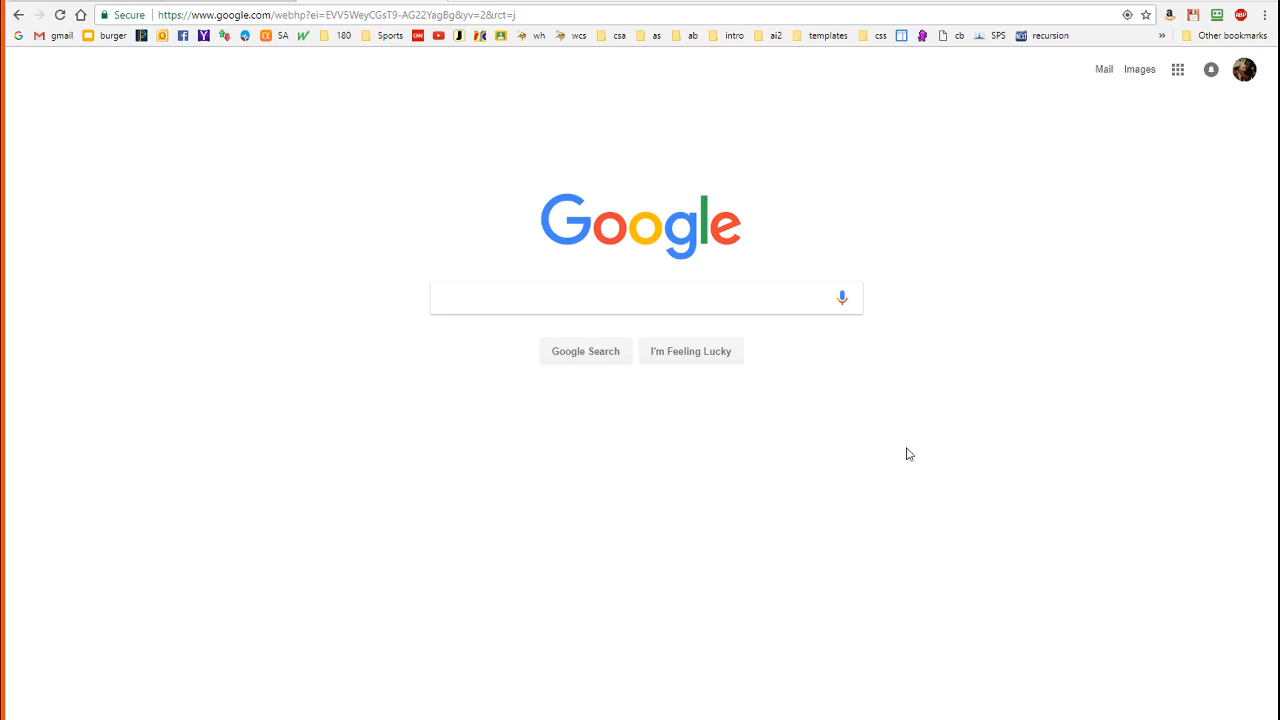 Secure https://www.google.com/webhp?ei=EVV5WeyCGsT9-AG22YagBg&yv=2&rct=j
gmail burger SA 180 Sports wh wcs csa as ab intro ai2 templates css cb SPS recursion » Other bookmarks
Mail Images
Google
Google Search I'm Feeling Lucky